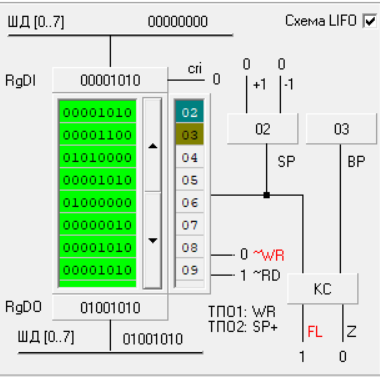 ШД [0..7] 00000000 Схема LIFO
RgDI 00001010 cri 0 0 +1 0 -1
00001010 02
00001100 03
01010000 04
00001010 05
01000000 06
00000010 07
00001010 08
00001010 09
02 03
SP BP
0 ~WR
1 ~RD
КС
RgDO 01001010
ТП01: WR
ТП02: SP+
FL Z
ШД [0..7] 01001010
1 0